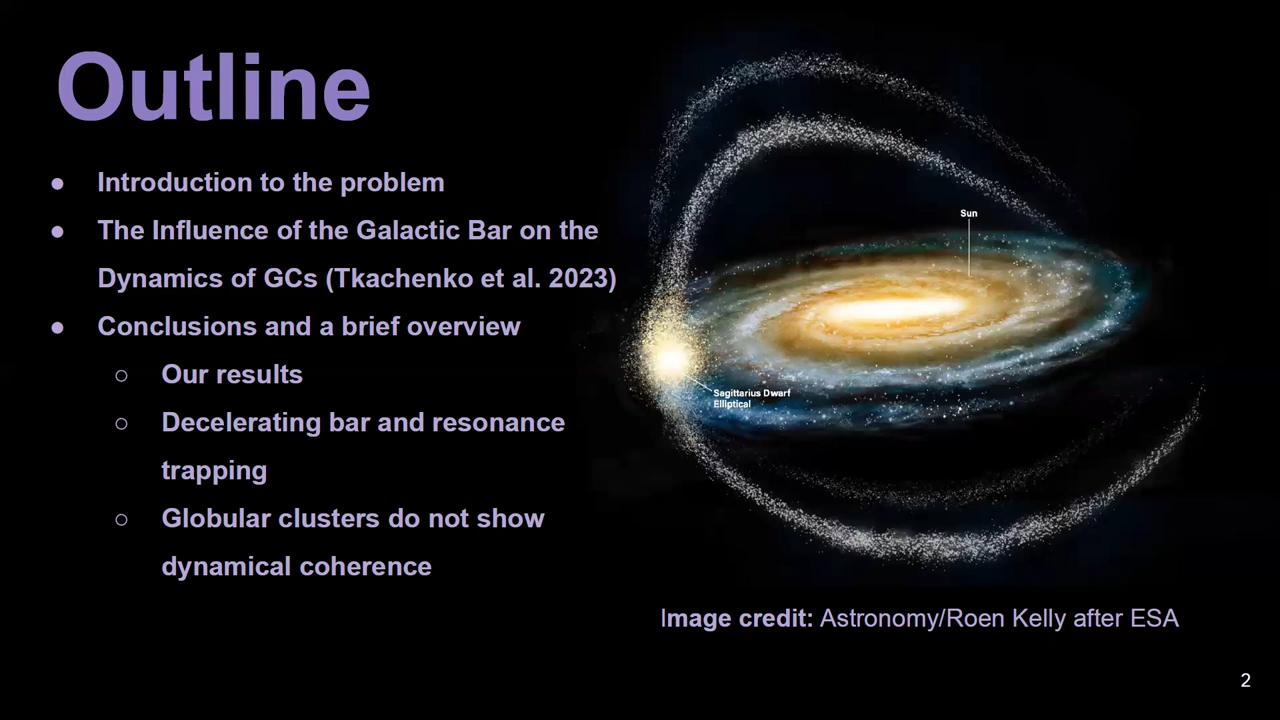 Outline
● Introduction to the problem
● The Influence of the Galactic Bar on the
Dynamics of GCs (Tkachenko et al. 2023)
● Conclusions and a brief overview
○ Our results
○ Decelerating bar and resonance
trapping
○ Globular clusters do not show
dynamical coherence
Sun
Sagittarius Dwarf
Elliptical
Image credit: Astronomy/Roen Kelly after ESA
2